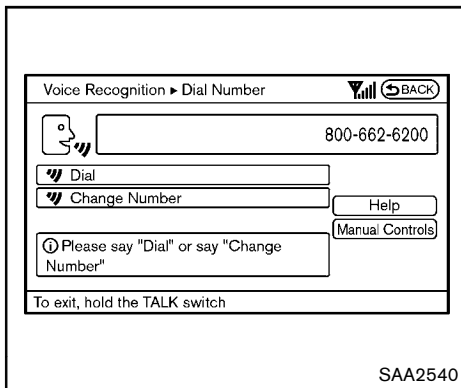 Voice Recognition ▸ Dial Number
BACK
800-662-6200
Dial
Change Number
Help
Manual Controls
Please say "Dial" or say "Change
Number"
To exit, hold the TALK switch
SAA2540